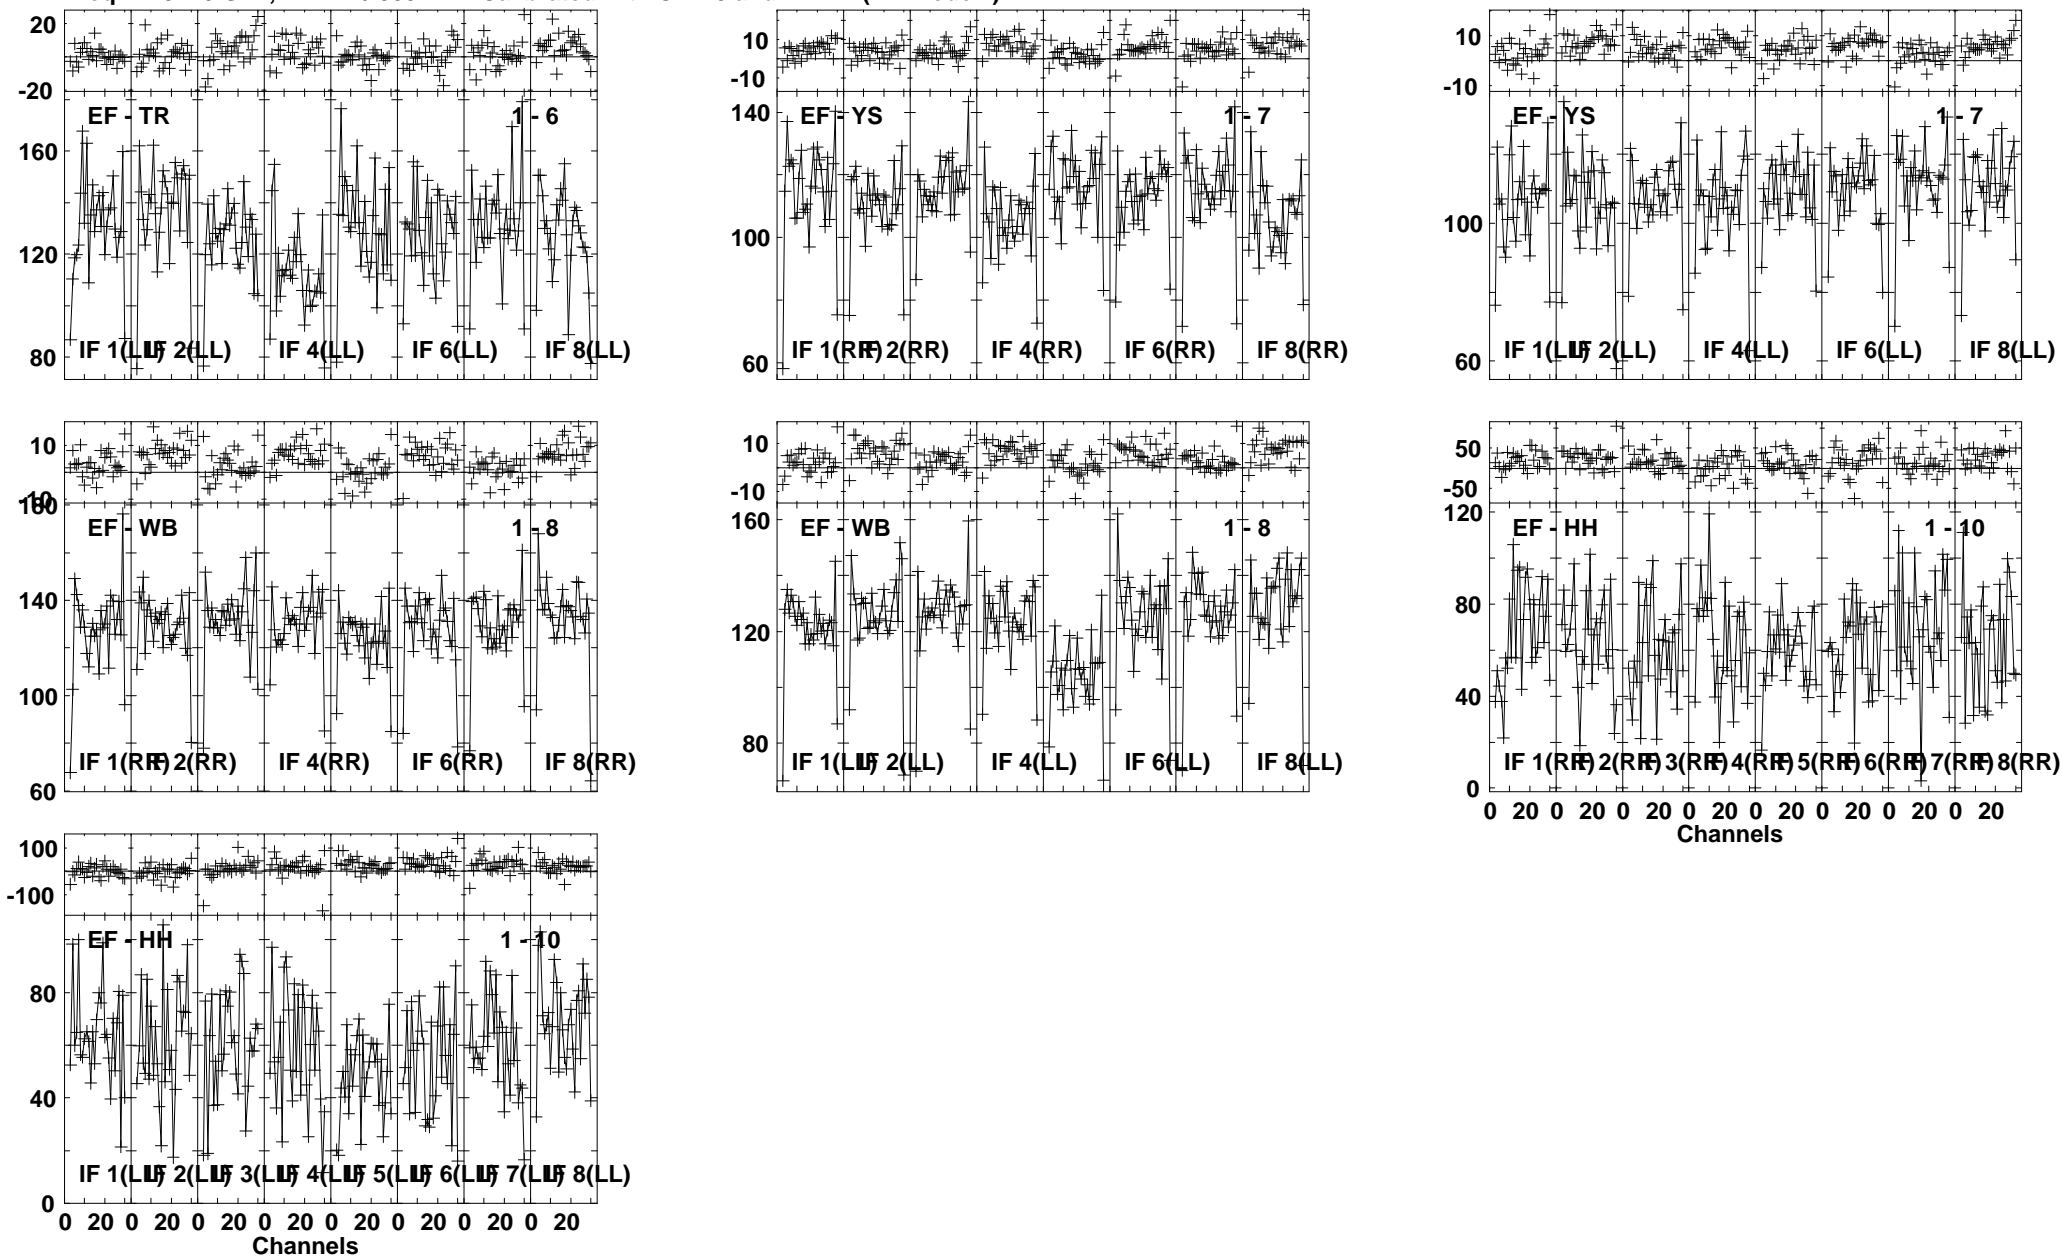 20
-20
EF - TR 1 - 6
160
120
80
IF 1(LL) IF 2(LL) IF 4(LL) IF 6(LL) IF 8(LL)
10
-10
EF - YS 1 - 7
140
100
60
IF 1(RR) IF 2(RR) IF 4(RR) IF 6(RR) IF 8(RR)
10
-10
EF - YS 1 - 7
100
60
IF 1(LL) IF 2(LL) IF 4(LL) IF 6(LL) IF 8(LL)
10
-10
180
EF - WB 1 - 8
140
100
60
IF 1(RR) IF 2(RR) IF 4(RR) IF 6(RR) IF 8(RR)
10
-10
160
EF - WB 1 - 8
120
80
IF 1(LL) IF 2(LL) IF 4(LL) IF 6(LL) IF 8(LL)
50
-50
120
EF - HH 1 - 10
80
40
0
IF 1(RR) IF 2(RR) IF 3(RR) IF 4(RR) IF 5(RR) IF 6(RR) IF 7(RR) IF 8(RR)
0 20 0 20 0 20 0 20 0 20 0 20 0 20 0 20
Channels
100
-100
EF - HH 1 - 10
80
40
0
IF 1(LL) IF 2(LL) IF 3(LL) IF 4(LL) IF 5(LL) IF 6(LL) IF 7(LL) IF 8(LL)
0 20 0 20 0 20 0 20 0 20 0 20 0 20 0 20
Channels